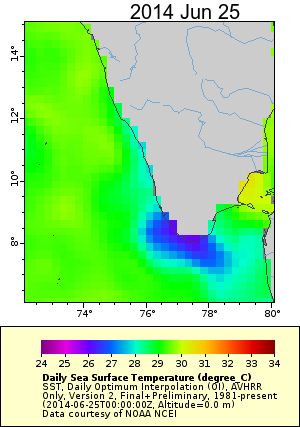 2014 Jun 25
14°
12°
10°
8°
74°
76°
78°
80°
24 25 26 27 28 29 30 31 32 33 34
Daily Sea Surface Temperature (degree_C)
SST, Daily Optimum Interpolation (OI), AVHRR
Only, Version 2, Final+Preliminary, 1981-present
(2014-06-25T00:00:00Z, Altitude=0.0 m)
Data courtesy of NOAA NCEI